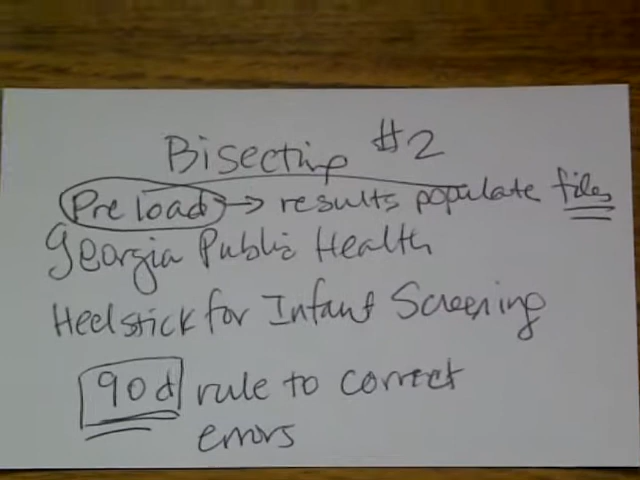 Bisecting #2
Preload → results populate files
Georgia Public Health
Heelstick for Infant Screening
90d rule to correct
errors